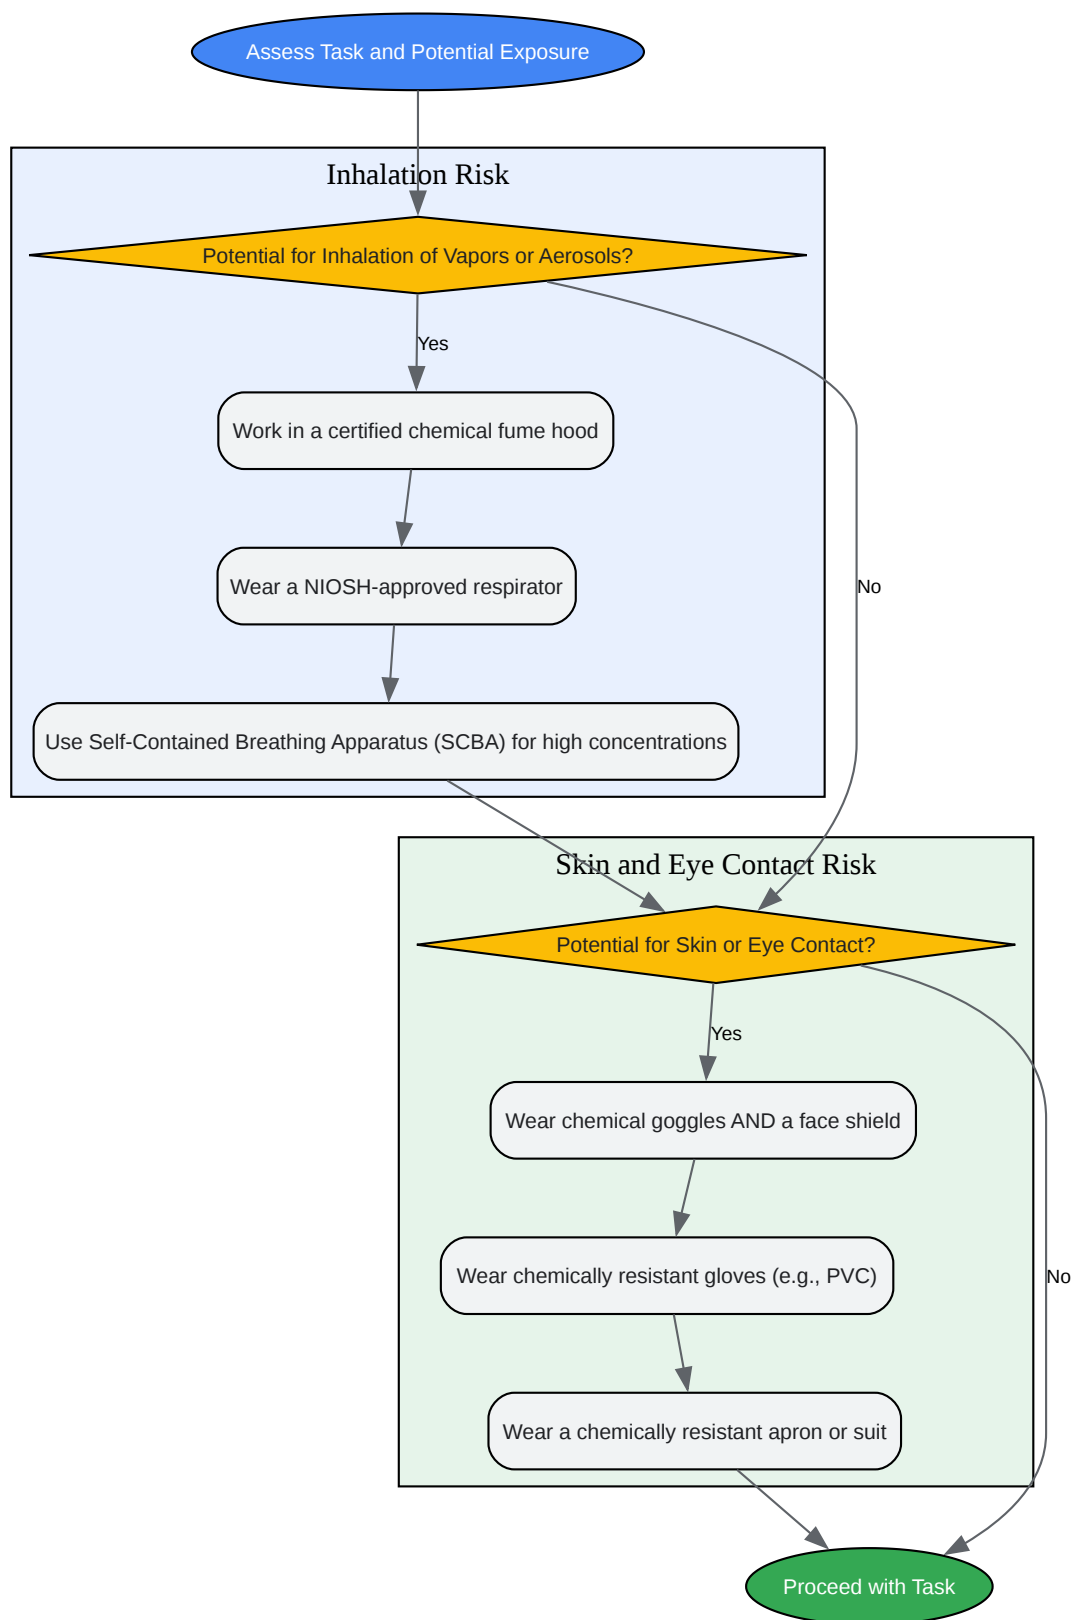 Assess Task and Potential Exposure
Inhalation Risk
Potential for Inhalation of Vapors or Aerosols?
Yes
Work in a certified chemical fume hood
Wear a NIOSH-approved respirator
No
Use Self-Contained Breathing Apparatus (SCBA) for high concentrations
Skin and Eye Contact Risk
Potential for Skin or Eye Contact?
Yes
Wear chemical goggles AND a face shield
Wear chemically resistant gloves (e.g., PVC)
No
Wear a chemically resistant apron or suit
Proceed with Task